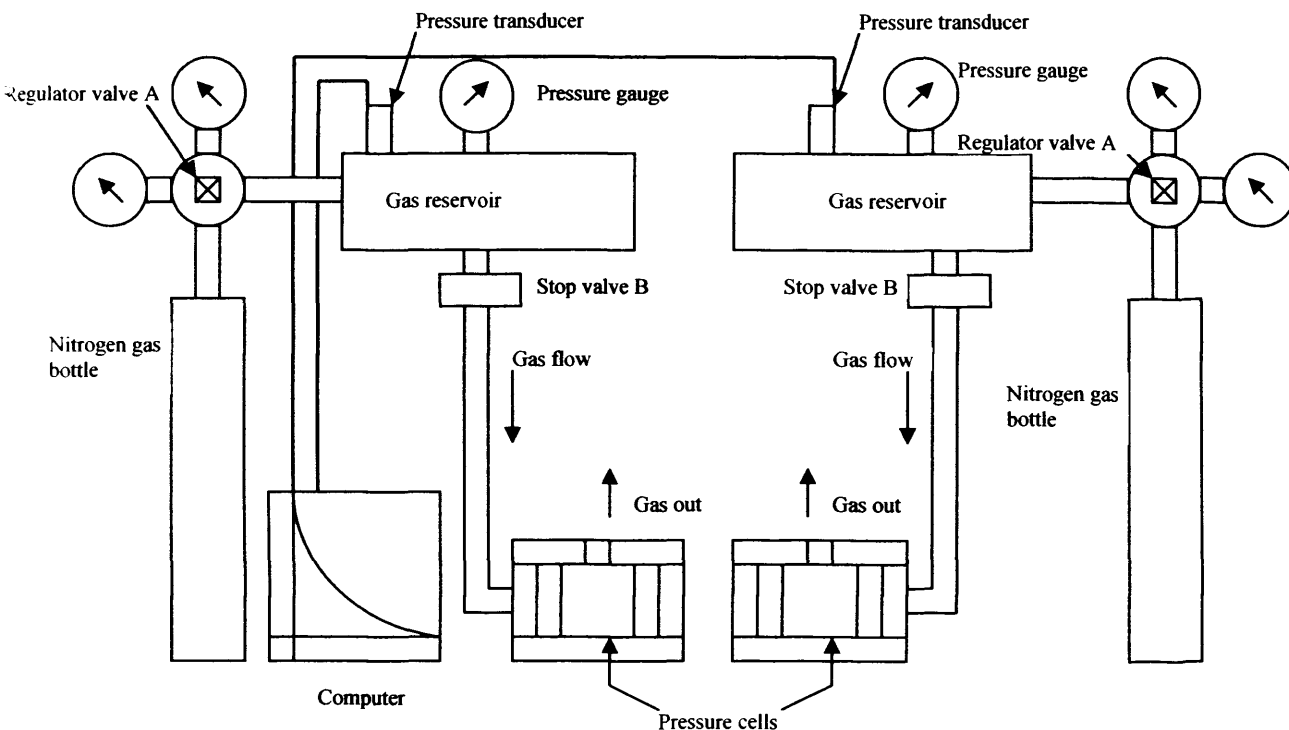 Pressure transducer
Pressure transducer
Regulator valve A
Pressure gauge
Pressure gauge
Regulator valve A
Gas reservoir
Gas reservoir
Stop valve B
Stop valve B
Nitrogen gas
bottle
Gas flow
Gas flow
Nitrogen gas
bottle
Gas out
Gas out
Computer
Pressure cells